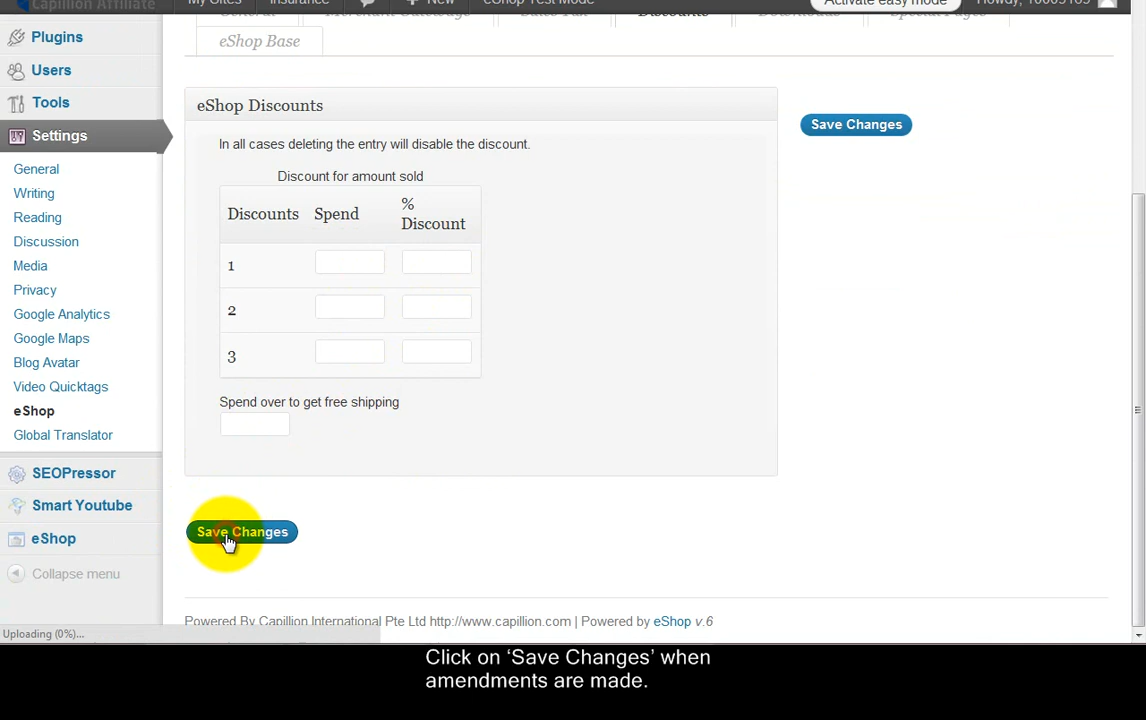 Capillion Affiliate
My Sites
Insurance
New
eShop Test Mode
Activate easy mode
Howdy, 10009169
General
Merchant Gateways
Sales Tax
Discounts
Downloads
Special Pages
eShop Base
Plugins
Users
Tools
Settings
General
Writing
Reading
Discussion
Media
Privacy
Google Analytics
Google Maps
Blog Avatar
Video Quicktags
eShop
Global Translator
SEOPressor
Smart Youtube
eShop
Collapse menu
eShop Discounts
Save Changes
In all cases deleting the entry will disable the discount.
Discount for amount sold
Discounts Spend % Discount
1
2
3
Spend over to get free shipping
Save Changes
Powered By Capillion International Pte Ltd http://www.capillion.com | Powered by eShop v.6
Uploading (0%)...
Click on ‘Save Changes’ when
amendments are made.